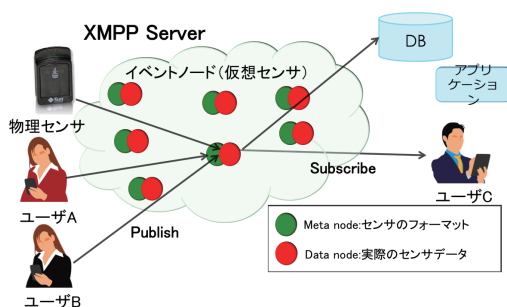 XMPP Server
DB
イベントノード（仮想センサ）
アプリ
ケーショ
ン
物理センサ
Subscribe
ユーザC
ユーザA
Publish
Meta node:センサのフォーマット
Data node:実際のセンサデータ
ユーザB